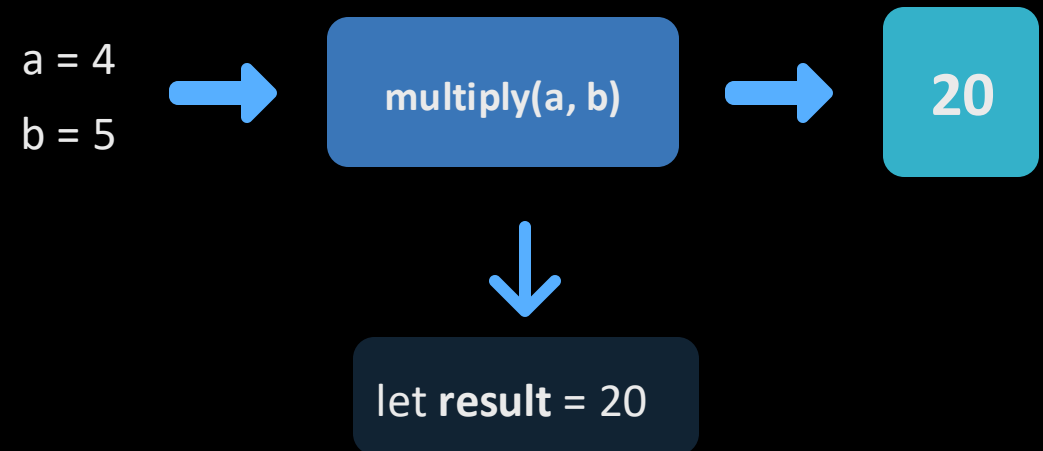 a = 4
b = 5
multiply(a, b)
20
let result = 20